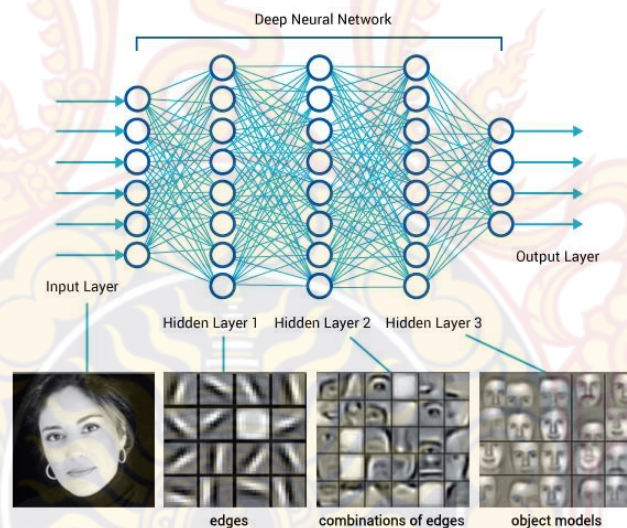 Deep Neural Network
Input Layer
Output Layer
Hidden Layer 1 Hidden Layer 2 Hidden Layer 3
edges combinations of edges object models